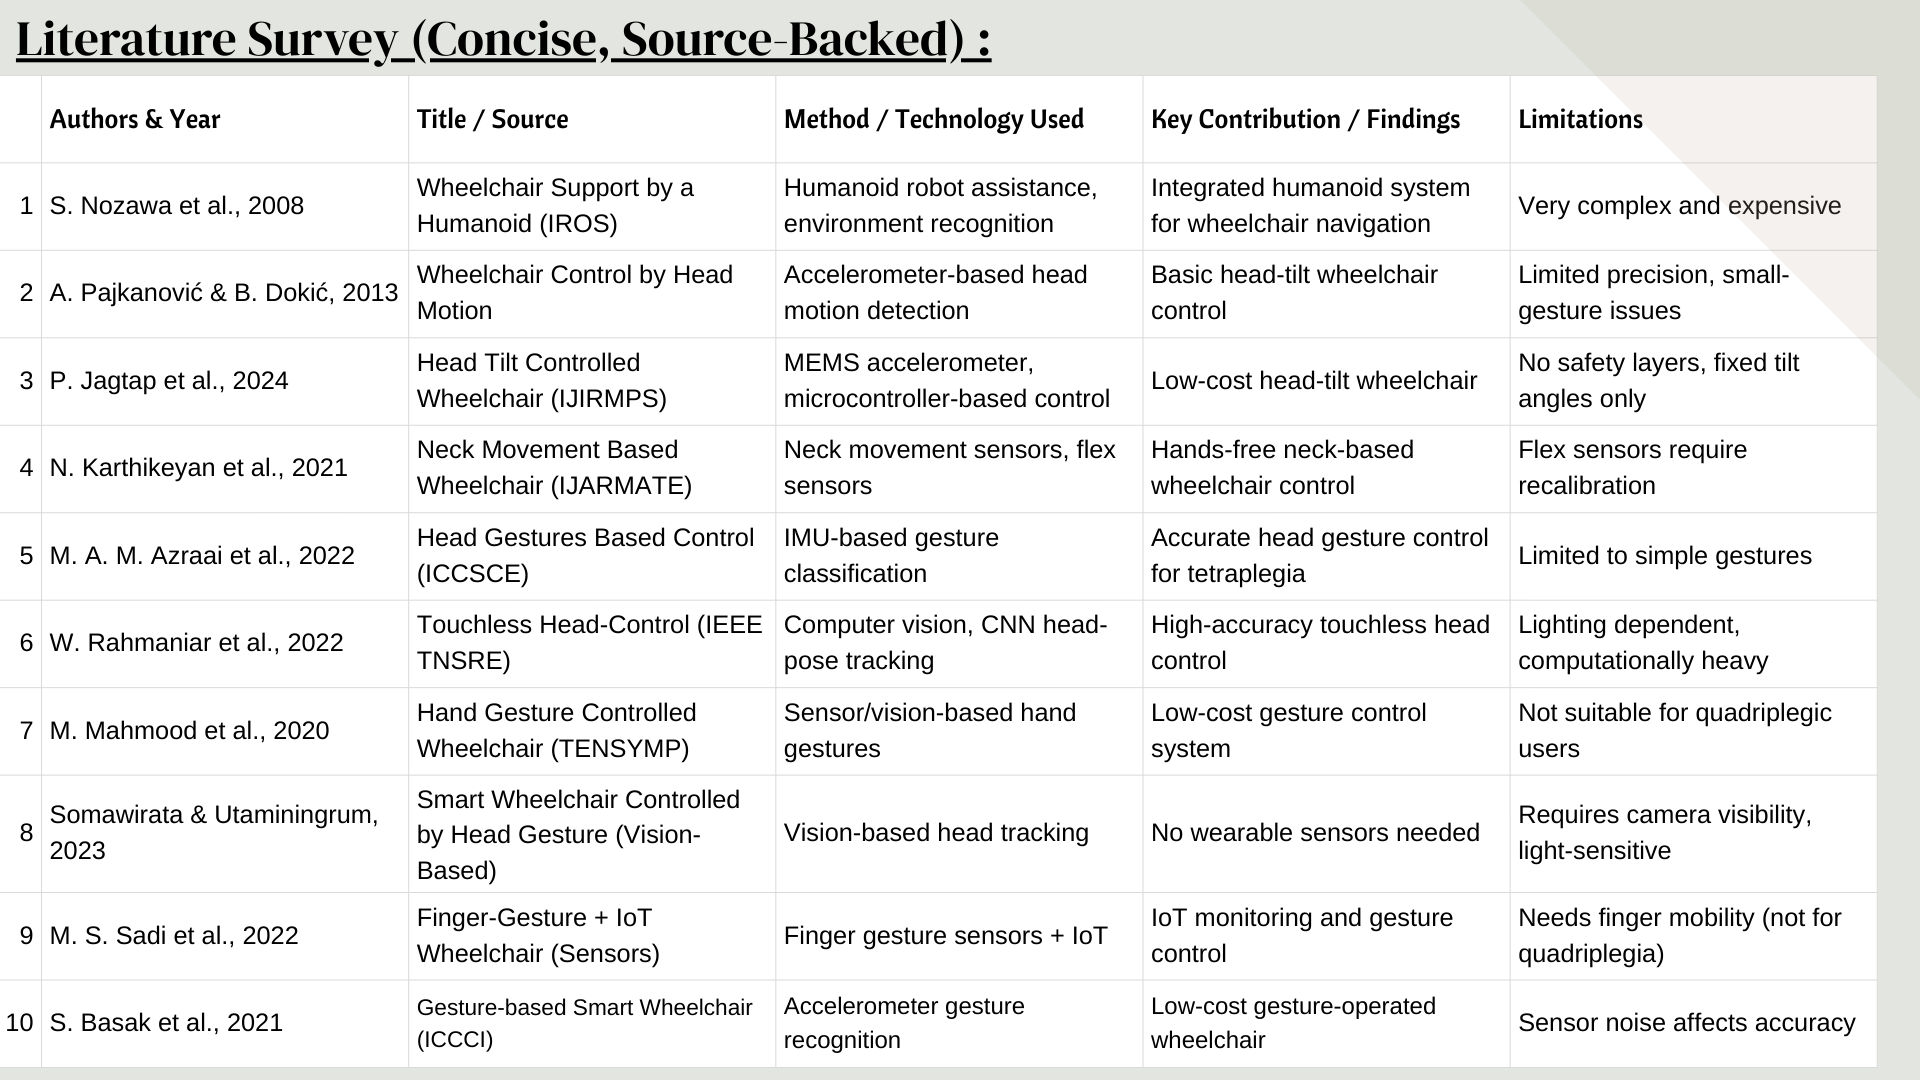 Literature Survey (Concise, Source-Backed) :
Authors & Year
Title / Source
Method / Technology Used
Key Contribution / Findings
Limitations
1
S. Nozawa et al., 2008
Wheelchair Support by a
Humanoid (IROS)
Humanoid robot assistance,
environment recognition
Integrated humanoid system
for wheelchair navigation
Very complex and expensive
2
A. Pajkanović & B. Dokić, 2013
Wheelchair Control by Head
Motion
Accelerometer-based head
motion detection
Basic head-tilt wheelchair
control
Limited precision, small-
gesture issues
3
P. Jagtap et al., 2024
Head Tilt Controlled
Wheelchair (IJIRMPS)
MEMS accelerometer,
microcontroller-based control
Low-cost head-tilt wheelchair
No safety layers, fixed tilt
angles only
4
N. Karthikeyan et al., 2021
Neck Movement Based
Wheelchair (IJARMATE)
Neck movement sensors, flex
sensors
Hands-free neck-based
wheelchair control
Flex sensors require
recalibration
5
M. A. M. Azraai et al., 2022
Head Gestures Based Control
(ICCSCE)
IMU-based gesture
classification
Accurate head gesture control
for tetraplegia
Limited to simple gestures
6
W. Rahmaniar et al., 2022
Touchless Head-Control (IEEE
TNSRE)
Computer vision, CNN head-
pose tracking
High-accuracy touchless head
control
Lighting dependent,
computationally heavy
7
M. Mahmood et al., 2020
Hand Gesture Controlled
Wheelchair (TENSYMP)
Sensor/vision-based hand
gestures
Low-cost gesture control
system
Not suitable for quadriplegic
users
8
Somawirata & Utaminingrum,
2023
Smart Wheelchair Controlled
by Head Gesture (Vision-
Based)
Vision-based head tracking
No wearable sensors needed
Requires camera visibility,
light-sensitive
9
M. S. Sadi et al., 2022
Finger-Gesture + IoT
Wheelchair (Sensors)
Finger gesture sensors + IoT
IoT monitoring and gesture
control
Needs finger mobility (not for
quadriplegia)
10
S. Basak et al., 2021
Gesture-based Smart Wheelchair
(ICCCI)
Accelerometer gesture
recognition
Low-cost gesture-operated
wheelchair
Sensor noise affects accuracy